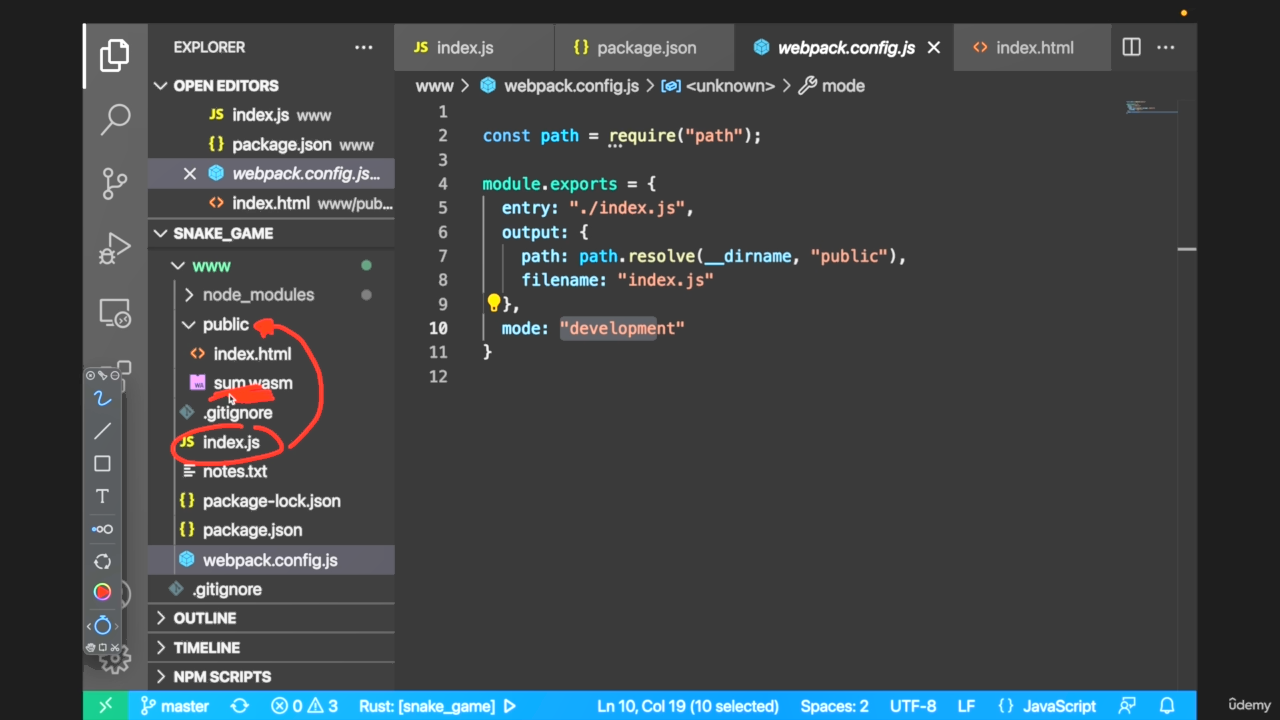 EXPLORER
OPEN EDITORS
JS index.js www
{} package.json www
webpack.config.js...
<> index.html www/pub...
SNAKE_GAME
www
node_modules
public
<> index.html
WA sum.wasm
.gitignore
JS index.js
notes.txt
{} package-lock.json
{} package.json
webpack.config.js
.gitignore
OUTLINE
TIMELINE
NPM SCRIPTS
JS index.js {} package.json webpack.config.js <> index.html
www > webpack.config.js > <unknown> > mode
1
2 const path = require("path");
3
4 module.exports = {
5 entry: "./index.js",
6 output: {
7 path: path.resolve(__dirname, "public"),
8 filename: "index.js"
9 },
10 mode: "development"
11 }
12
T
master 0 3 Rust: [snake_game] Ln 10, Col 19 (10 selected) Spaces: 2 UTF-8 LF {} JavaScript
ûdemy